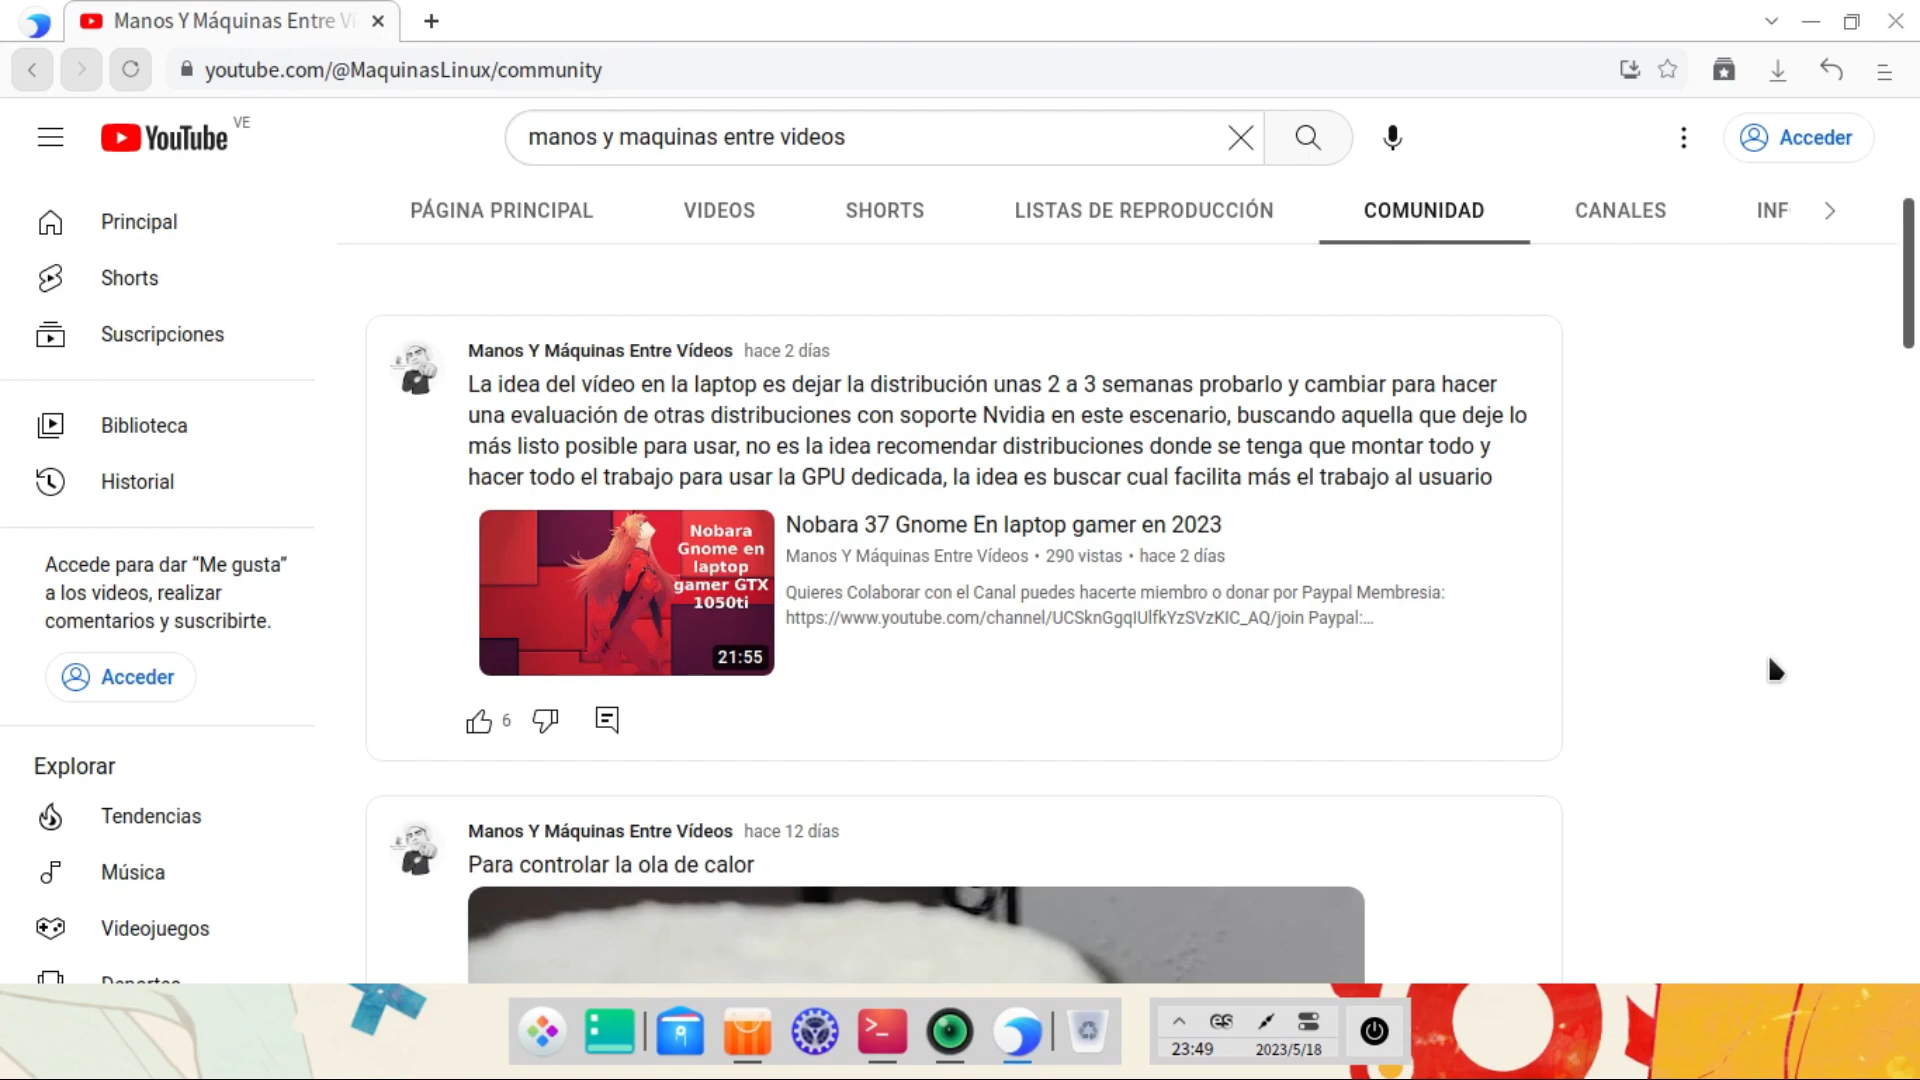 Manos Y Máquinas Entre Ví
youtube.com/@MaquinasLinux/community
YouTube VE
manos y maquinas entre videos
Acceder
PÁGINA PRINCIPAL VIDEOS SHORTS LISTAS DE REPRODUCCIÓN COMUNIDAD CANALES INF
Principal
Shorts
Suscripciones
Biblioteca
Historial
Accede para dar “Me gusta”
a los videos, realizar
comentarios y suscribirte.
Acceder
Explorar
Tendencias
Música
Videojuegos
Deportes
Manos Y Máquinas Entre Vídeos hace 2 días
La idea del vídeo en la laptop es dejar la distribución unas 2 a 3 semanas probarlo y cambiar para hacer
una evaluación de otras distribuciones con soporte Nvidia en este escenario, buscando aquella que deje lo
más listo posible para usar, no es la idea recomendar distribuciones donde se tenga que montar todo y
hacer todo el trabajo para usar la GPU dedicada, la idea es buscar cual facilita más el trabajo al usuario
Nobara
Gnome en
laptop
gamer GTX
1050ti
21:55
Nobara 37 Gnome En laptop gamer en 2023
Manos Y Máquinas Entre Vídeos • 290 vistas • hace 2 días
Quieres Colaborar con el Canal puedes hacerte miembro o donar por Paypal Membresia:
https://www.youtube.com/channel/UCSknGgqIUlfkYzSVzKIC_AQ/join Paypal:...
6
Manos Y Máquinas Entre Vídeos hace 12 días
Para controlar la ola de calor
es
23:49 2023/5/18